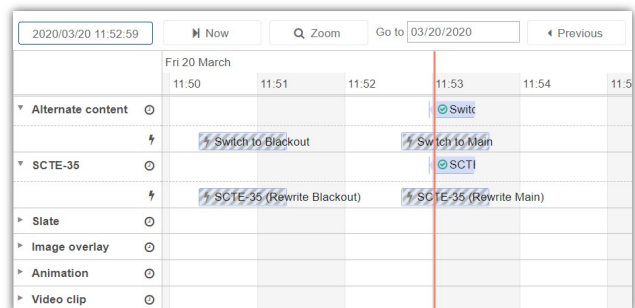 2020/03/20 11:52:59 Now Zoom Go to 03/20/2020 Previous
Fri 20 March
11:50 11:51 11:52 11:53 11:54 11:5
Alternate content Switc
Switch to Blackout Switch to Main
SCTE-35 SCTI
SCTE-35 (Rewrite Blackout) SCTE-35 (Rewrite Main)
Slate
Image overlay
Animation
Video clip